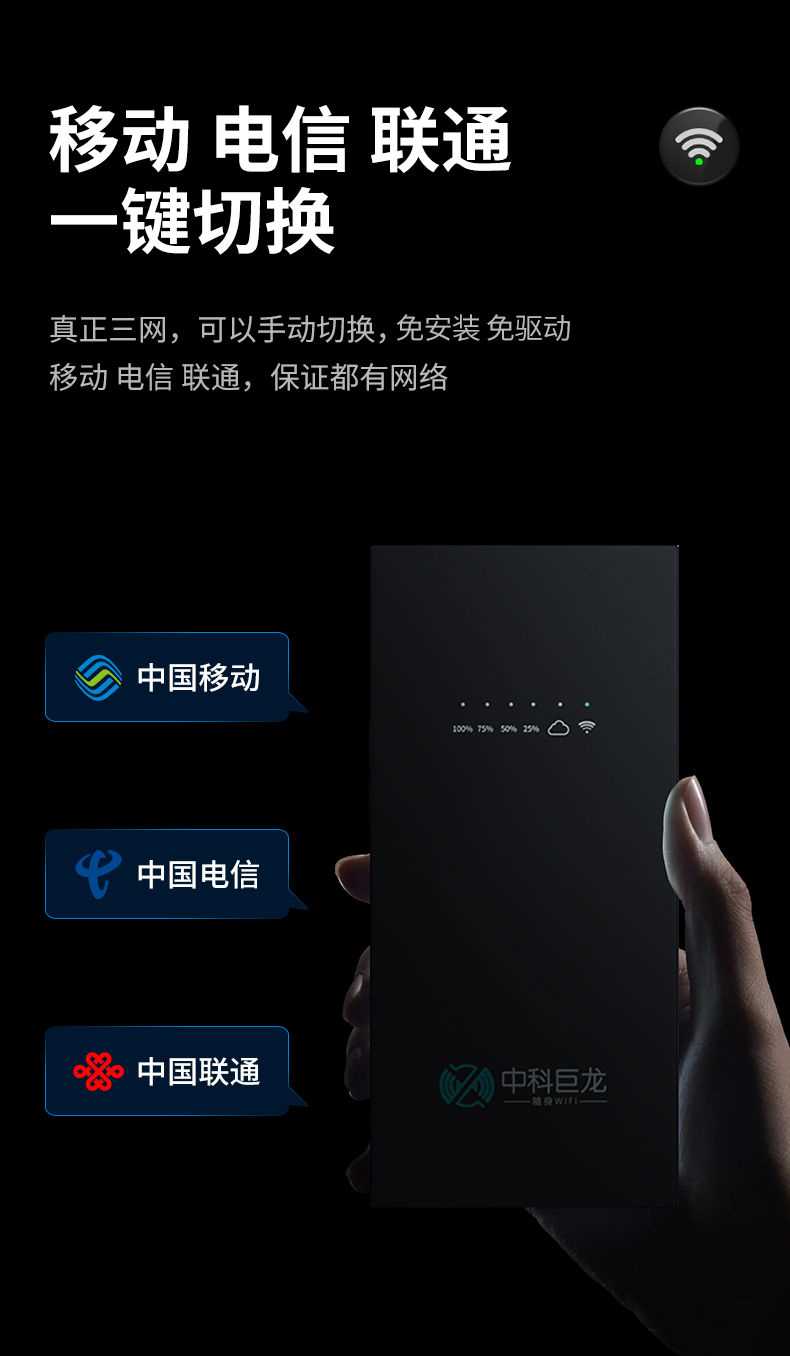 移动 电信 联通
一键切换
真正三网，可以手动切换，免安装 免驱动
移动 电信 联通，保证都有网络
中国移动
100% 75% 50% 25%
中国电信
中国联通
中科巨龙
随身WiFi